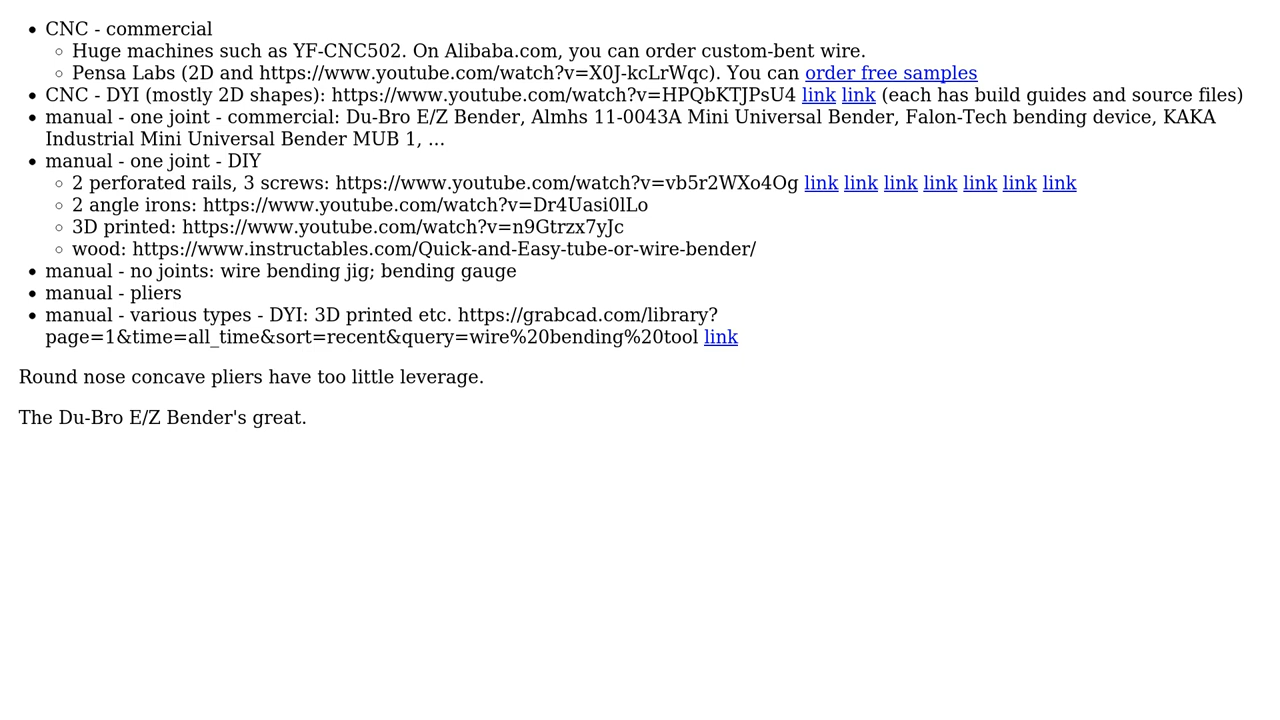 • CNC - commercial
◦ Huge machines such as YF-CNC502. On Alibaba.com, you can order custom-bent wire.
◦ Pensa Labs (2D and https://www.youtube.com/watch?v=X0J-kcLrWqc). You can order free samples
• CNC - DYI (mostly 2D shapes): https://www.youtube.com/watch?v=HPQbKTJPsU4 link link (each has build guides and source files)
• manual - one joint - commercial: Du-Bro E/Z Bender, Almhs 11-0043A Mini Universal Bender, Falon-Tech bending device, KAKA
Industrial Mini Universal Bender MUB 1, ...
• manual - one joint - DIY
◦ 2 perforated rails, 3 screws: https://www.youtube.com/watch?v=vb5r2WXo4Og link link link link link link link
◦ 2 angle irons: https://www.youtube.com/watch?v=Dr4Uasi0lLo
◦ 3D printed: https://www.youtube.com/watch?v=n9Gtrzx7yJc
◦ wood: https://www.instructables.com/Quick-and-Easy-tube-or-wire-bender/
• manual - no joints: wire bending jig; bending gauge
• manual - pliers
• manual - various types - DYI: 3D printed etc. https://grabcad.com/library?
page=1&time=all_time&sort=recent&query=wire%20bending%20tool link
Round nose concave pliers have too little leverage.
The Du-Bro E/Z Bender's great.